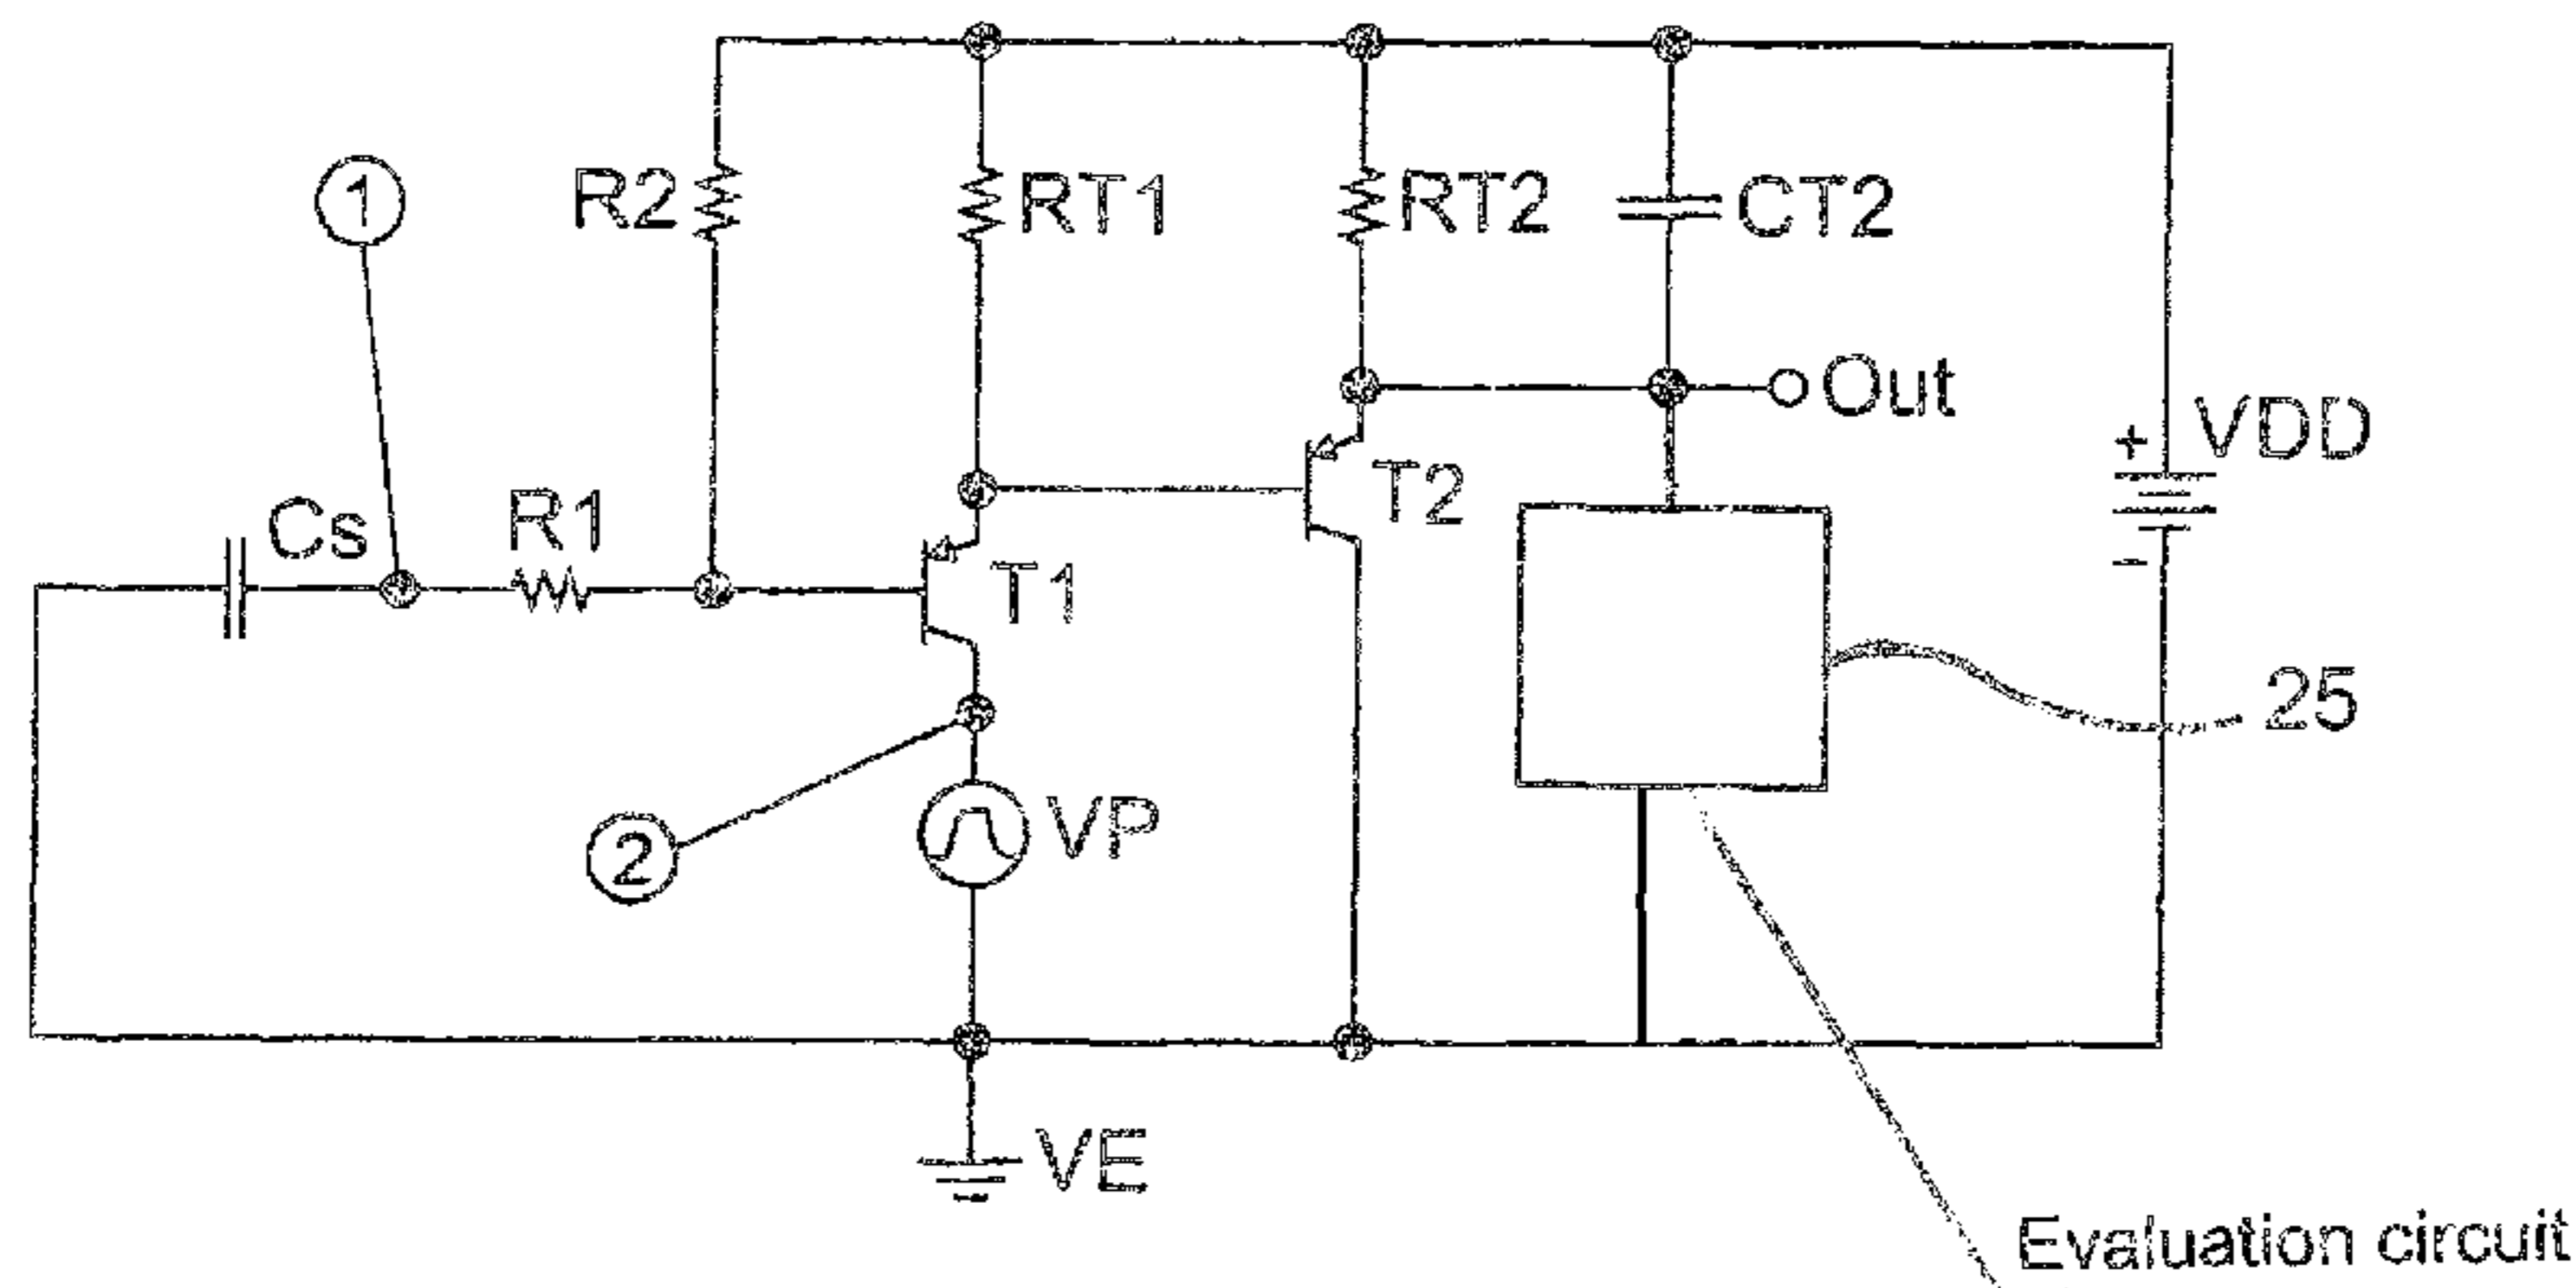 1
R2
RT1
RT2
CT2
Out
+ VDD
-
Cs
R1
T1
T2
25
2
VP
VE
Evaluation circuit